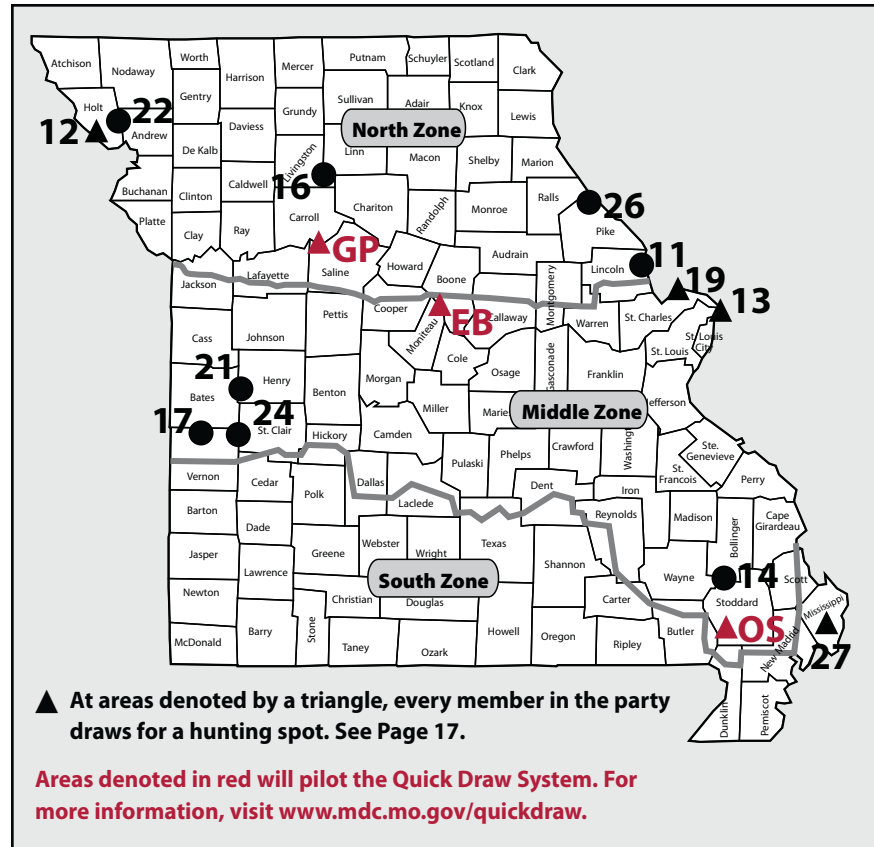 Atchison
Nodaway
Worth
Harrison
Mercer
Putnam
Schuyler
Scotland
Clark
Holt
22
12
Andrew
Gentry
Grundy
Sullivan
Adair
Knox
Lewis
De Kalb
Daviess
Livingston
Linn
North Zone
Macon
Shelby
Marion
Buchanan
Clinton
Caldwell
16
Chariton
Randolph
Monroe
Ralls
26
Platte
Clay
Ray
Carroll
Pike
GP
Saline
Howard
Boone
Audrain
Montgomery
Lincoln
11
19
13
Jackson
Lafayette
Cooper
EB
Callaway
Warren
St. Charles
St. Louis
City
St. Louis
Cass
Johnson
Pettis
Moniteau
Cole
Osage
Gasconade
Franklin
Jefferson
21
Bates
Henry
Benton
Morgan
Miller
Maries
Middle Zone
17
24
St. Clair
Hickory
Camden
Pulaski
Phelps
Crawford
Washington
Ste.
Genevieve
St.
Francois
Perry
Vernon
Cedar
Polk
Dallas
Laclede
Dent
Iron
Reynolds
Madison
Bollinger
Cape
Girardeau
Barton
Dade
Greene
Webster
Wright
Texas
Shannon
Wayne
14
Scott
Jasper
Lawrence
South Zone
Carter
Stoddard
Mississippi
Newton
Christian
Douglas
Howell
Oregon
Ripley
Butler
OS
New Madrid
27
McDonald
Barry
Stone
Taney
Ozark
Dunklin
Pemiscot
At areas denoted by a triangle, every member in the party
draws for a hunting spot. See Page 17.
Areas denoted in red will pilot the Quick Draw System. For
more information, visit www.mdc.mo.gov/quickdraw.